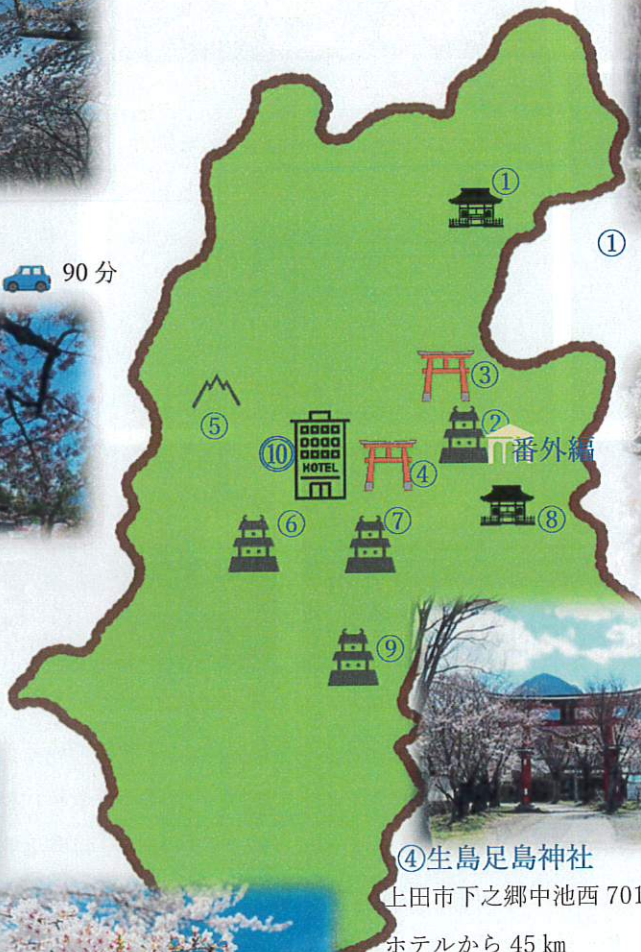 ①
①
90 分
③
⑤
②
番外編
⑩
HOTEL
④
⑧
⑥
⑦
⑨
④生島足島神社
上田市下之郷中池西 701
ホテルから 45 km